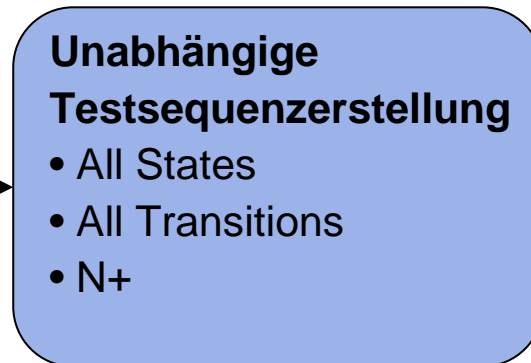 Unabhängige
Testsequenzerstellung
• All States
• All Transitions
• N+